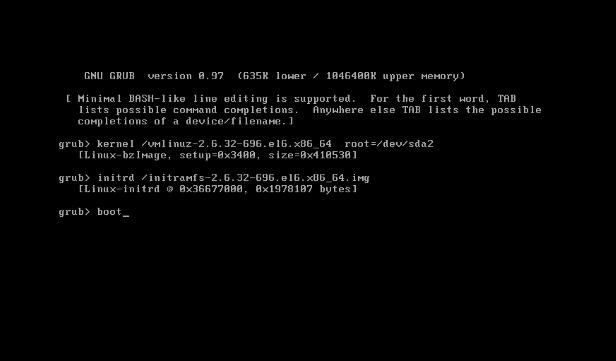 GNU GRUB  version 0.97  (635K lower / 1046400K upper memory)
[ Minimal BASH-like line editing is supported.  For the first word, TAB
lists possible command completions.  Anywhere else TAB lists the possible
completions of a device/filename.]
grub> kernel /vmlinuz-2.6.32-696.el6.x86_64  root=/dev/sda2
[Linux-bzImage, setup=0x3400, size=0x410530]
grub> initrd /initramfs-2.6.32-696.el6.x86_64.img
[Linux-initrd @ 0x36677000, 0x1978107 bytes]
grub> boot_